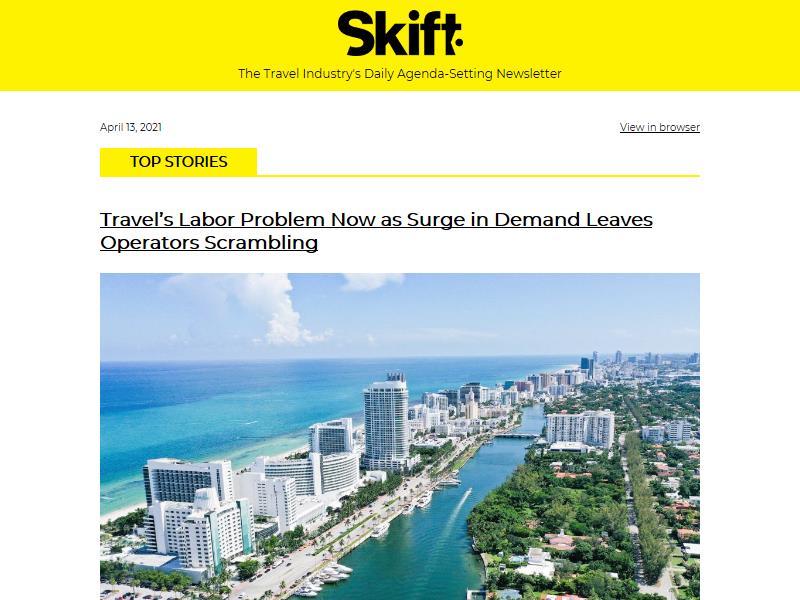 Skift
The Travel Industry's Daily Agenda-Setting Newsletter
April 13, 2021
View in browser
TOP STORIES
Travel’s Labor Problem Now as Surge in Demand Leaves
Operators Scrambling